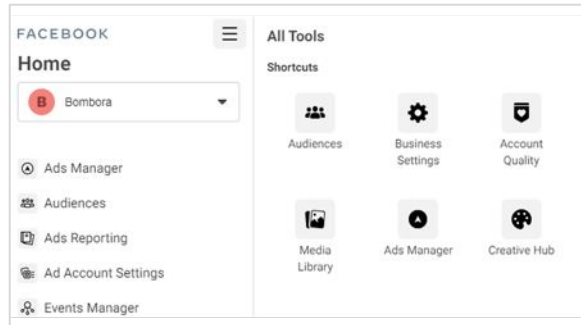 FACEBOOK
Home
B Bombora
Ads Manager
Audiences
Ads Reporting
Ad Account Settings
Events Manager
All Tools
Shortcuts
Audiences
Business
Settings
Account
Quality
Media
Library
Ads Manager
Creative Hub